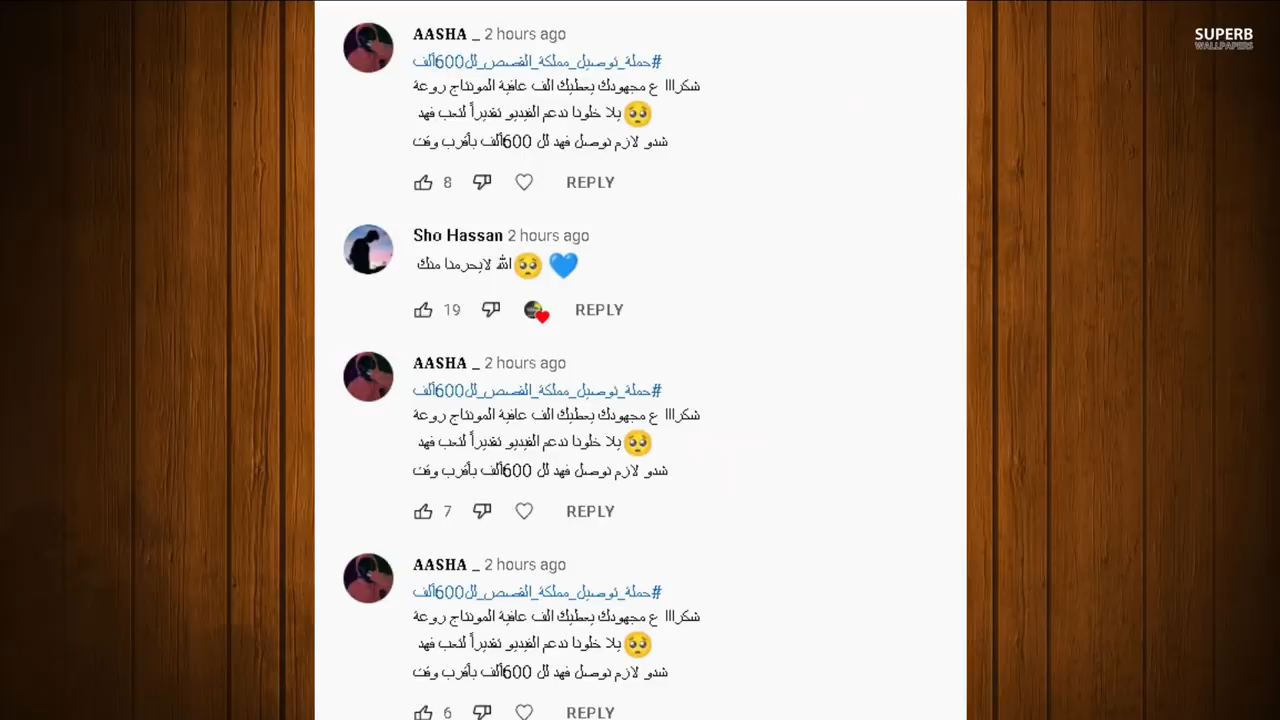 AASHA _ 2 hours ago
#حملة_توصيل_مملكة_القصص_لل600ألف
شكرااا ع مجهودك يعطيك الف عافية المونتاج روعة
يلا خلونا ندعم الفيديو تقديراً لتعب فهد 🥺
شدو لازم نوصل فهد لل 600ألف بأقرب وقت
8 REPLY
Sho Hassan 2 hours ago
الله لايحرمنا منك 🥺 💙
19 REPLY
AASHA _ 2 hours ago
#حملة_توصيل_مملكة_القصص_لل600ألف
شكرااا ع مجهودك يعطيك الف عافية المونتاج روعة
يلا خلونا ندعم الفيديو تقديراً لتعب فهد 🥺
شدو لازم نوصل فهد لل 600ألف بأقرب وقت
7 REPLY
AASHA _ 2 hours ago
#حملة_توصيل_مملكة_القصص_لل600ألف
شكرااا ع مجهودك يعطيك الف عافية المونتاج روعة
يلا خلونا ندعم الفيديو تقديراً لتعب فهد 🥺
شدو لازم نوصل فهد لل 600ألف بأقرب وقت
6 REPLY
SUPERB
WALLPAPERS